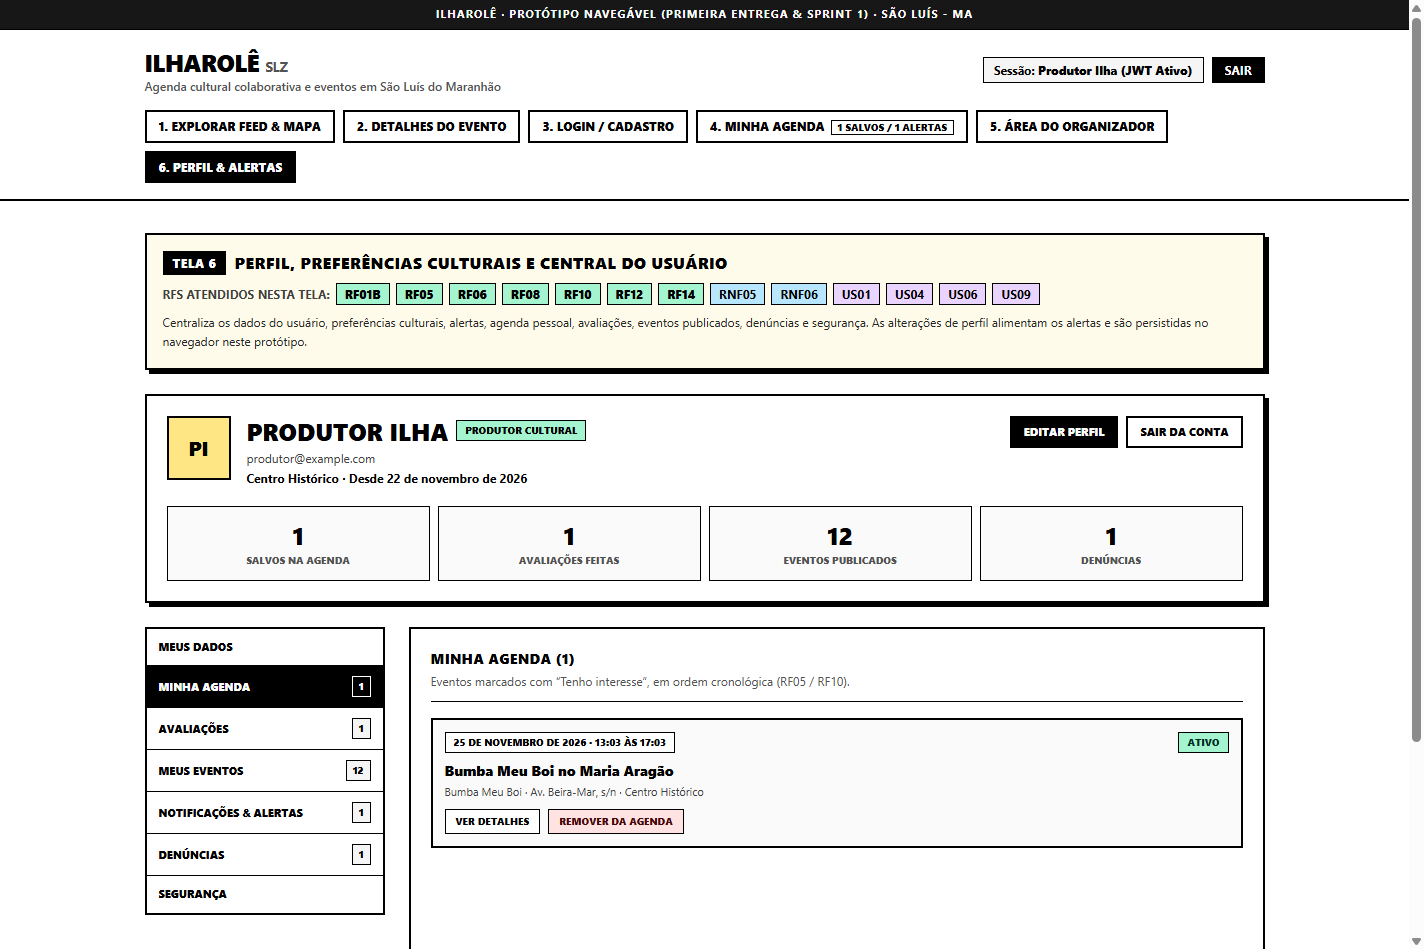 ILHAROLÊ · PROTÓTIPO NAVEGÁVEL (PRIMEIRA ENTREGA & SPRINT 1) · SÃO LUÍS - MA
ILHAROLÊ SLZ
Agenda cultural colaborativa e eventos em São Luís do Maranhão
Sessão: Produtor Ilha (JWT Ativo)
SAIR
1. EXPLORAR FEED & MAPA
2. DETALHES DO EVENTO
3. LOGIN / CADASTRO
4. MINHA AGENDA 1 SALVOS / 1 ALERTAS
5. ÁREA DO ORGANIZADOR
6. PERFIL & ALERTAS
TELA 6 PERFIL, PREFERÊNCIAS CULTURAIS E CENTRAL DO USUÁRIO
RFS ATENDIDOS NESTA TELA: RF01B RF05 RF06 RF08 RF10 RF12 RF14 RNF05 RNF06 US01 US04 US06 US09
Centraliza os dados do usuário, preferências culturais, alertas, agenda pessoal, avaliações, eventos publicados, denúncias e segurança. As alterações de perfil alimentam os alertas e são persistidas no
navegador neste protótipo.
PI
PRODUTOR ILHA PRODUTOR CULTURAL
produtor@example.com
Centro Histórico · Desde 22 de novembro de 2026
EDITAR PERFIL
SAIR DA CONTA
1
SALVOS NA AGENDA
1
AVALIAÇÕES FEITAS
12
EVENTOS PUBLICADOS
1
DENÚNCIAS
MEUS DADOS
MINHA AGENDA 1
AVALIAÇÕES 1
MEUS EVENTOS 12
NOTIFICAÇÕES & ALERTAS 1
DENÚNCIAS 1
SEGURANÇA
MINHA AGENDA (1)
Eventos marcados com “Tenho interesse”, em ordem cronológica (RF05 / RF10).
25 DE NOVEMBRO DE 2026 · 13:03 ÀS 17:03
ATIVO
Bumba Meu Boi no Maria Aragão
Bumba Meu Boi · Av. Beira-Mar, s/n · Centro Histórico
VER DETALHES
REMOVER DA AGENDA